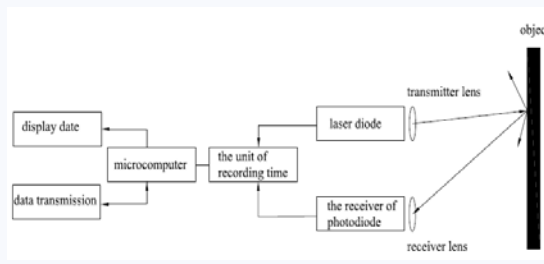 objec
transmitter lens
display date
laser diode
microcomputer
the unit of
recording time
data transmission
the receiver of
photodiode
receiver lens